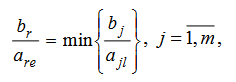 b_r / a_re = min { b_j / a_jl }, j = \overline{1,m},